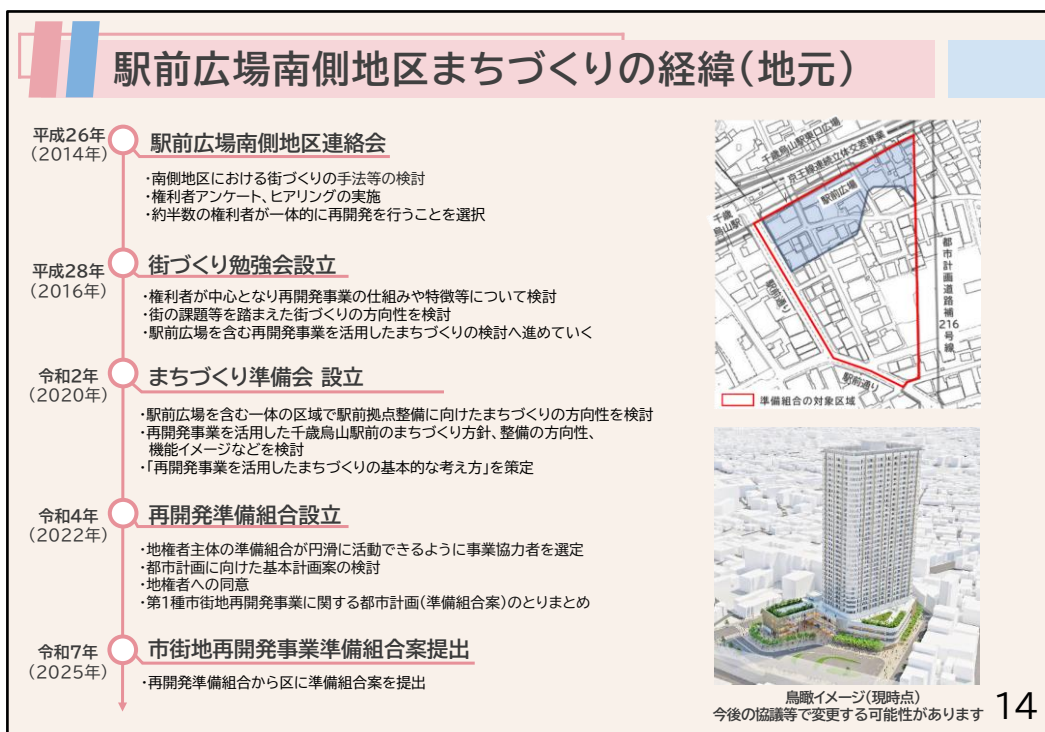 駅前広場南側地区まちづくりの経緯(地元)
平成26年
(2014年)
駅前広場南側地区連絡会
・南側地区における街づくりの手法等の検討
・権利者アンケート、ヒアリングの実施
・約半数の権利者が一体的に再開発を行うことを選択
平成28年
(2016年)
街づくり勉強会設立
・権利者が中心となり再開発事業の仕組みや特徴等について検討
・街の課題等を踏まえた街づくりの方向性を検討
・駅前広場を含む再開発事業を活用したまちづくりの検討へ進めていく
令和2年
(2020年)
まちづくり準備会 設立
・駅前広場を含む一体の区域で駅前拠点整備に向けたまちづくりの方向性を検討
・再開発事業を活用した千歳烏山駅前のまちづくり方針、整備の方向性、
機能イメージなどを検討
・「再開発事業を活用したまちづくりの基本的な考え方」を策定
令和4年
(2022年)
再開発準備組合設立
・地権者主体の準備組合が円滑に活動できるように事業協力者を選定
・都市計画に向けた基本計画案の検討
・地権者への同意
・第1種市街地再開発事業に関する都市計画(準備組合案)のとりまとめ
令和7年
(2025年)
市街地再開発事業準備組合案提出
・再開発準備組合から区に準備組合案を提出
千歳烏山駅東口広場
京王線連続立体交差事業
駅前広場
千歳
烏山駅
駅前通り
都市計画道路補
216
号線
駅前通り
準備組合の対象区域
鳥瞰イメージ(現時点)
今後の協議等で変更する可能性があります
14